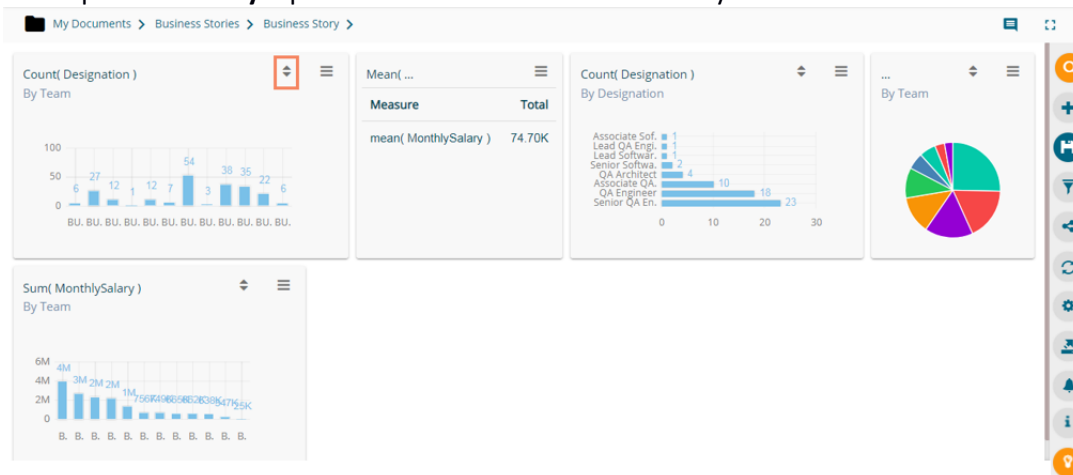 My Documents > Business Stories > Business Story >
Count( Designation )
By Team
100
50
0
6 27 12 1 12 7 54 3 38 35 22 6
BU. BU. BU. BU. BU. BU. BU. BU. BU. BU. BU. BU.
Mean( ...
Measure Total
mean( MonthlySalary ) 74.70K
Count( Designation )
By Designation
Associate Sof. 1
Lead QA Engi. 1
Lead Softwar. 1
Senior Softwa. 2
QA Architect 4
Associate QA. 10
QA Engineer 18
Senior QA En. 23
0 10 20 30
...
By Team
Sum( MonthlySalary )
By Team
6M
4M
2M
0
4M 3M 2M 2M 1M
B. B. B. B. B. B. B. B. B. B. B. B.